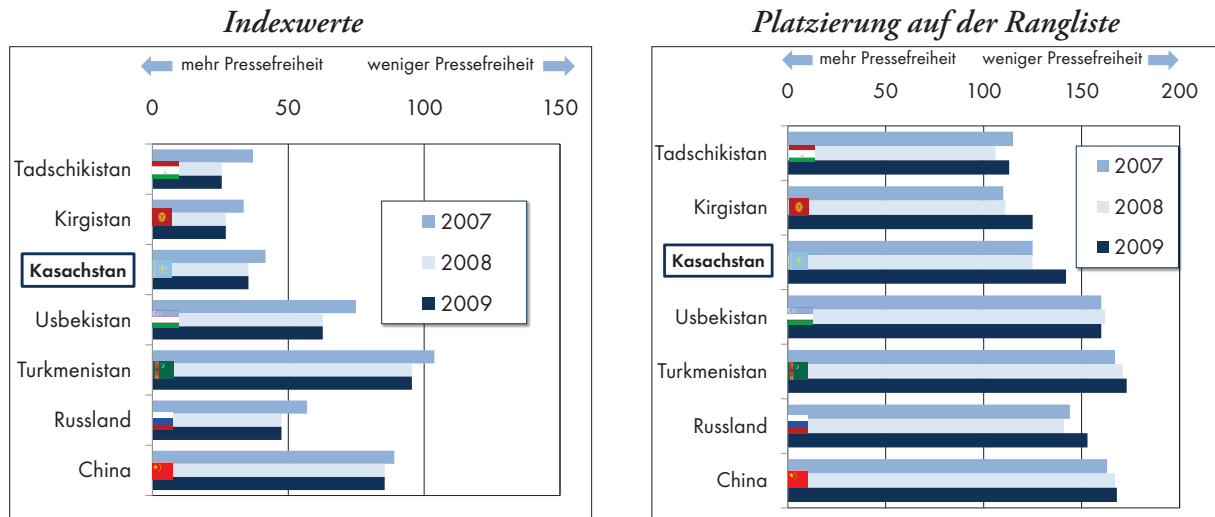 Indexwerte
mehr Pressefreiheit weniger Pressefreiheit
0 50 100 150
Tadschikistan
Kirgistan
Kasachstan
Usbekistan
Turkmenistan
Russland
China
2007
2008
2009
Platzierung auf der Rangliste
mehr Pressefreiheit weniger Pressefreiheit
0 50 100 150 200
Tadschikistan
Kirgistan
Kasachstan
Usbekistan
Turkmenistan
Russland
China
2007
2008
2009